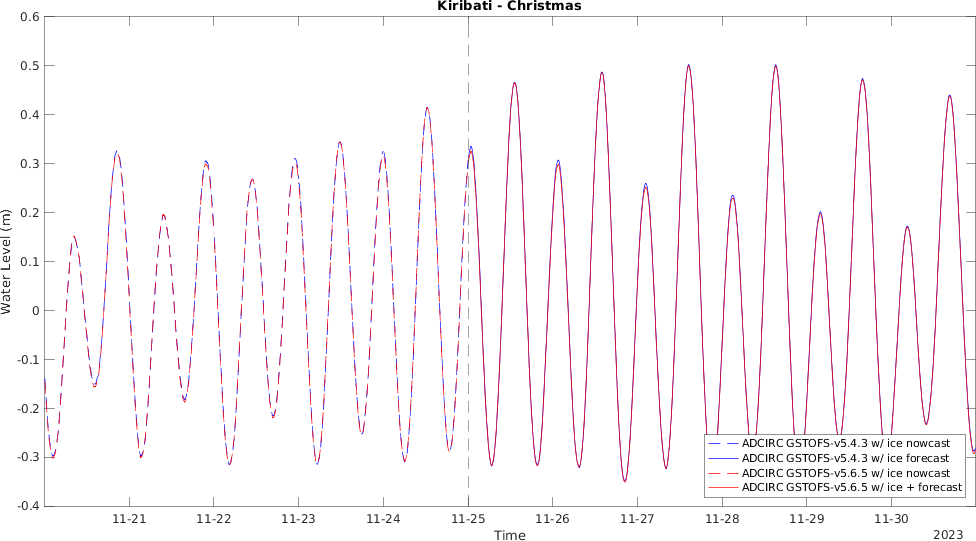 Kiribati - Christmas
0.6
0.5
0.4
0.3
0.2
0.1
0
-0.1
-0.2
-0.3
-0.4
Water Level (m)
ADCIRC GSTOFS-v5.4.3 w/ ice nowcast
ADCIRC GSTOFS-v5.4.3 w/ ice forecast
ADCIRC GSTOFS-v5.6.5 w/ ice nowcast
ADCIRC GSTOFS-v5.6.5 w/ ice + forecast
11-21 11-22 11-23 11-24 11-25 11-26 11-27 11-28 11-29 11-30
Time
2023